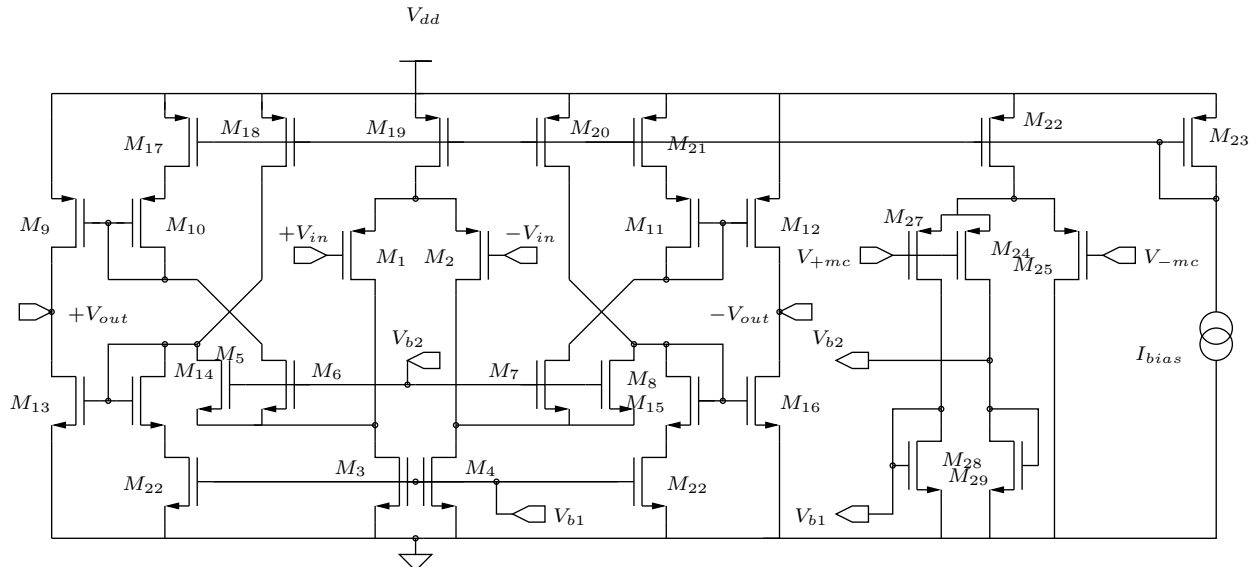 V_{dd}
M_{17}
M_{18}
M_{19}
M_{20}
M_{21}
M_{22}
M_{23}
M_9
M_{10}
+V_{in}
M_1
M_2
-V_{in}
M_{11}
M_{12}
M_{27}
V_{+mc}
M_{24}
M_{25}
V_{-mc}
+V_{out}
-V_{out}
V_{b2}
V_{b2}
I_{bias}
M_{13}
M_{14}
M_5
M_6
M_7
M_8
M_{15}
M_{16}
M_{22}
M_3
M_4
M_{22}
M_{28}
M_{29}
V_{b1}
V_{b1}